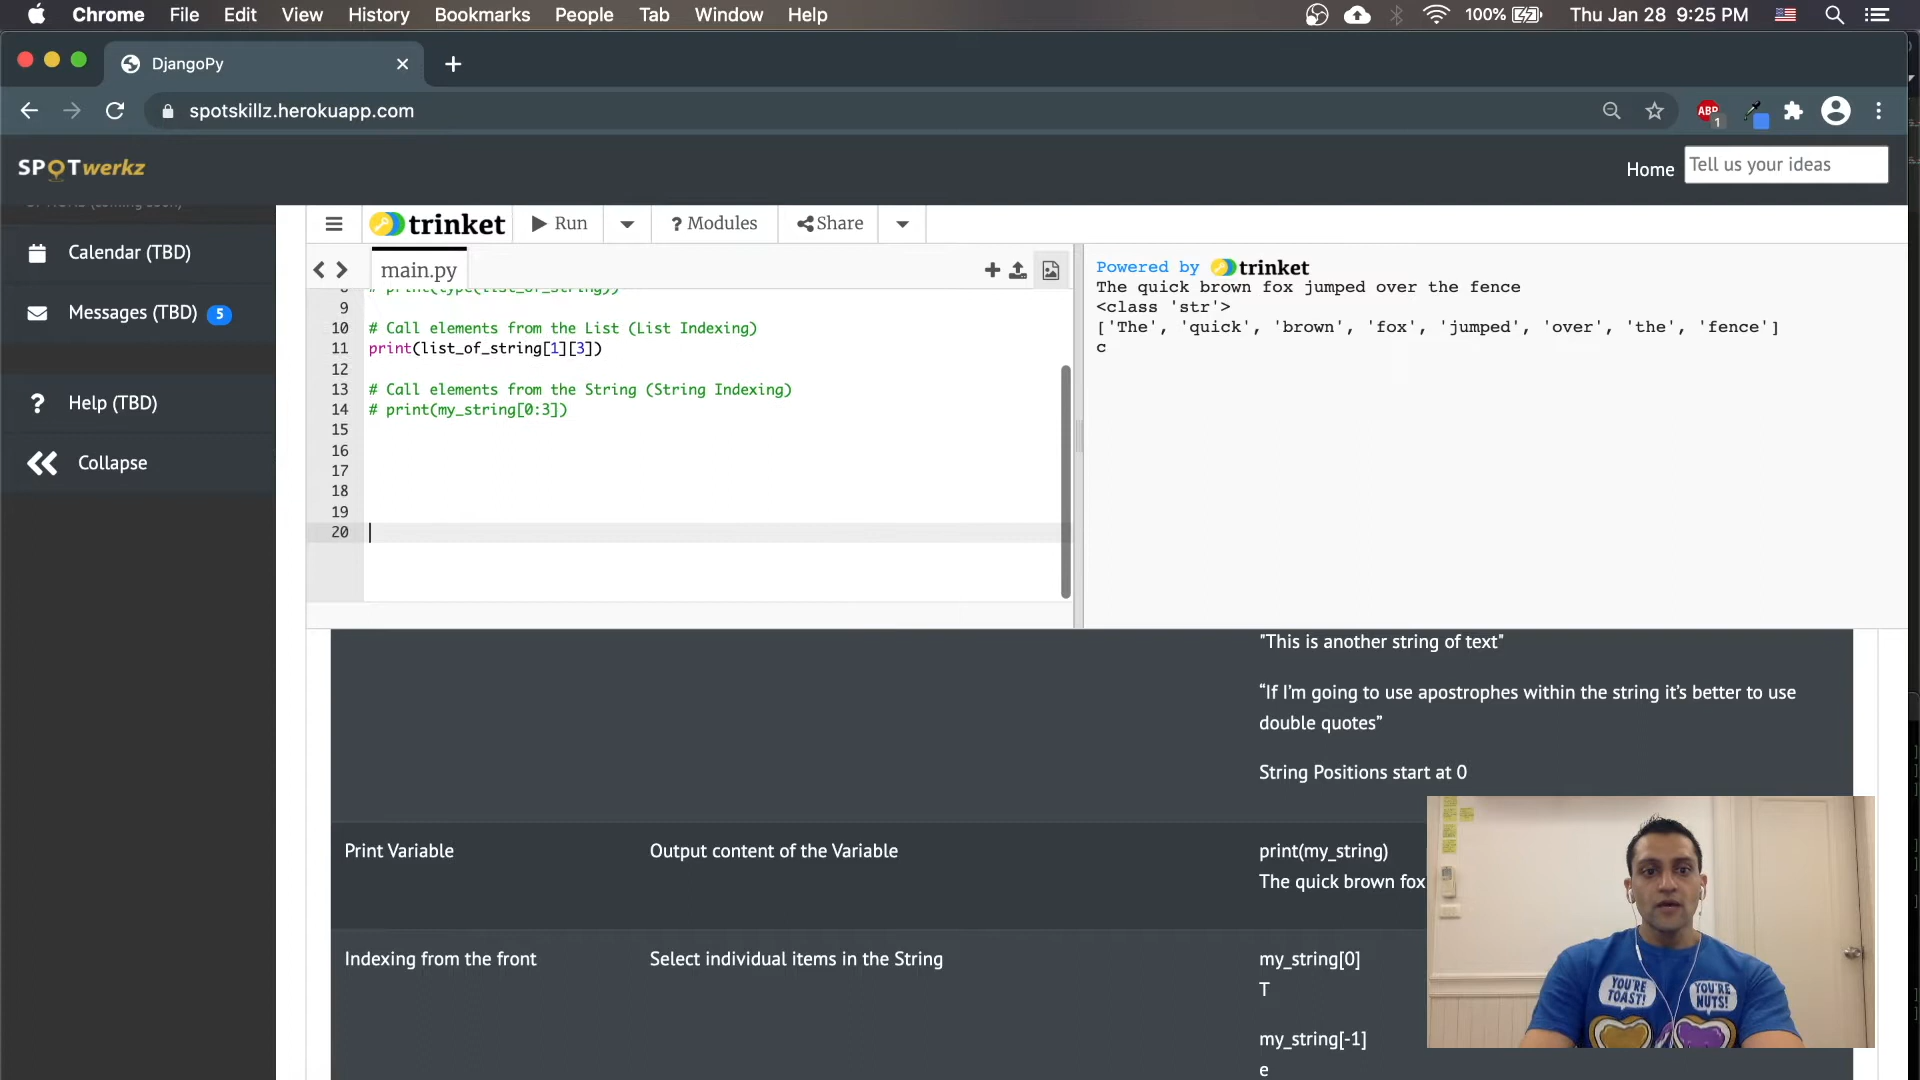 Chrome File Edit View History Bookmarks People Tab Window Help 100% Thu Jan 28 9:25 PM
DjangoPy
spotskillz.herokuapp.com ABP 1
SPOTwerkz Home Tell us your ideas
Calendar (TBD)
Messages (TBD) 5
Help (TBD)
Collapse
trinket Run ? Modules Share
main.py
8 # print(type(list_of_string))
9
10 # Call elements from the List (List Indexing)
11 print(list_of_string[1][3])
12
13 # Call elements from the String (String Indexing)
14 # print(my_string[0:3])
15
16
17
18
19
20
Powered by trinket
The quick brown fox jumped over the fence
<class 'str'>
['The', 'quick', 'brown', 'fox', 'jumped', 'over', 'the', 'fence']
c
"This is another string of text"
“If I’m going to use apostrophes within the string it’s better to use
double quotes”
String Positions start at 0
Print Variable Output content of the Variable print(my_string)
The quick brown fox
Indexing from the front Select individual items in the String my_string[0]
T
my_string[-1]
e
YOU'RE TOAST!
YOU'RE NUTS!